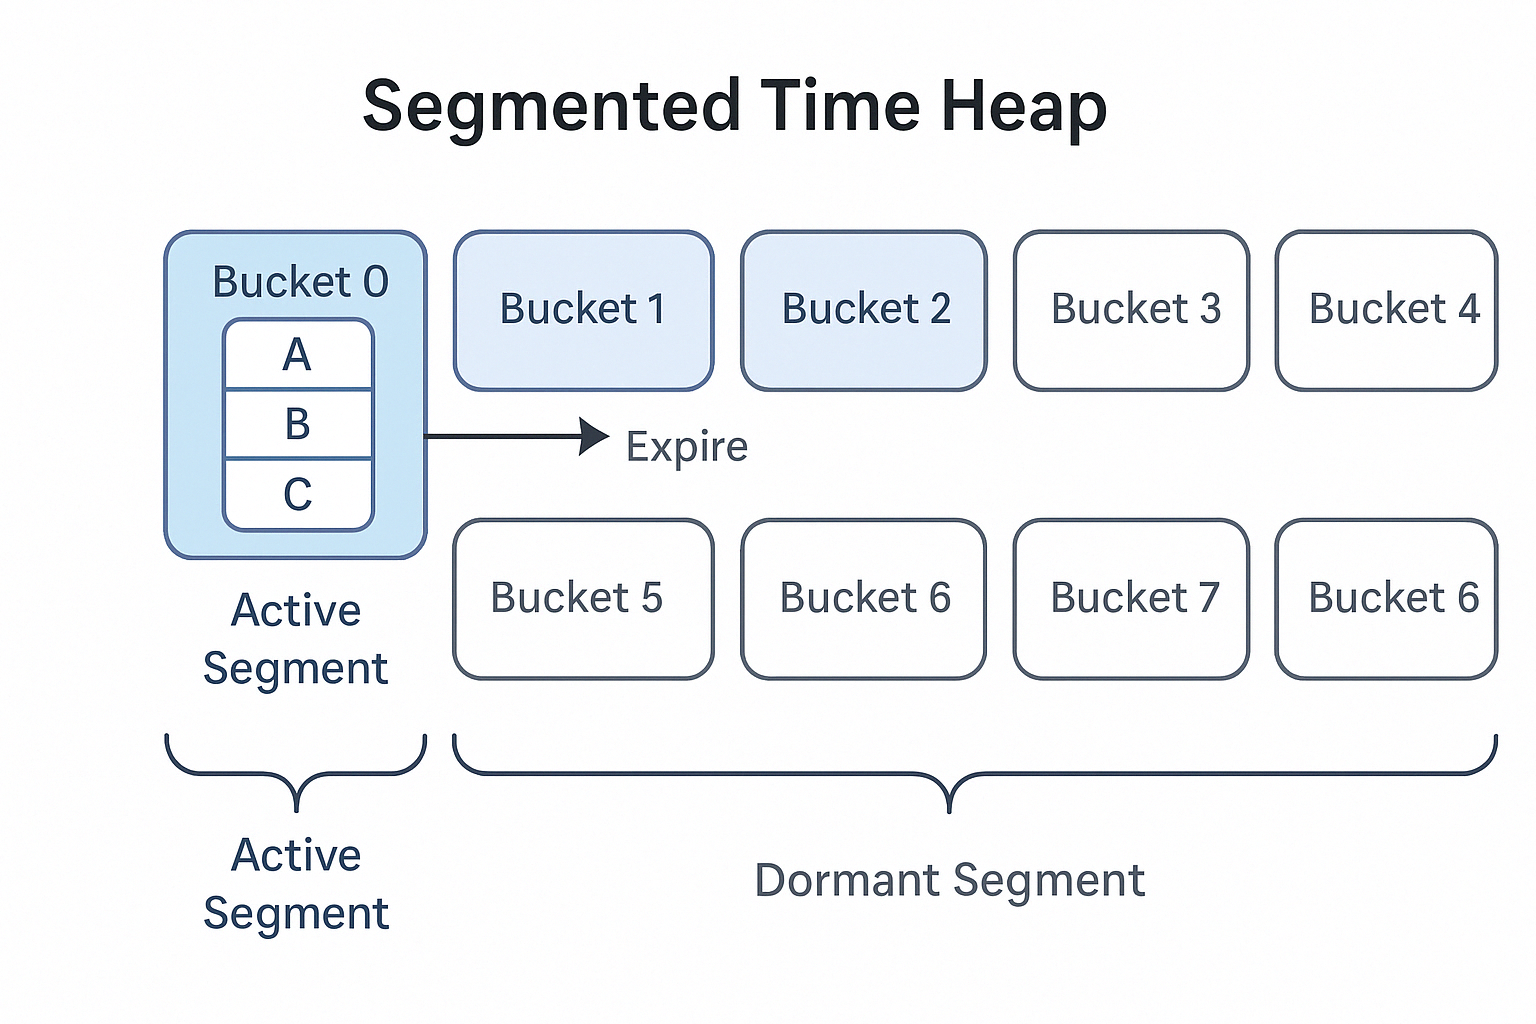 Segmented Time Heap
Bucket 0
A
B
C
Bucket 1
Bucket 2
Bucket 3
Bucket 4
Expire
Bucket 5
Bucket 6
Bucket 7
Bucket 6
Active
Segment
Active
Segment
Dormant Segment